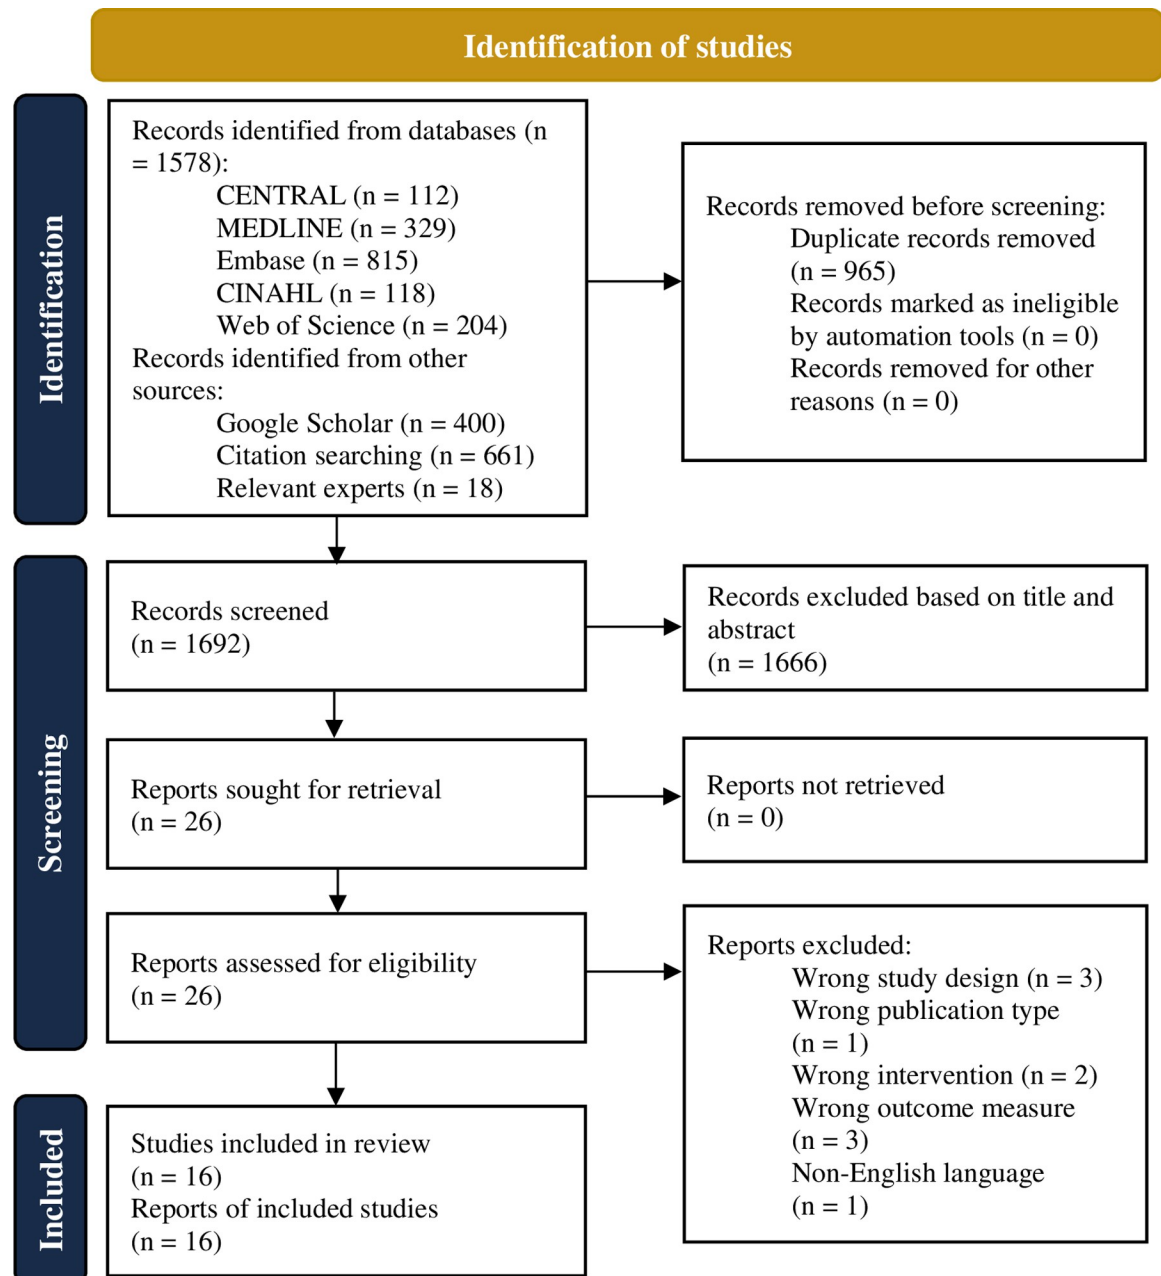 Identification of studies
Identification
Records identified from databases (n
= 1578):
CENTRAL (n = 112)
MEDLINE (n = 329)
Embase (n = 815)
CINAHL (n = 118)
Web of Science (n = 204)
Records identified from other
sources:
Google Scholar (n = 400)
Citation searching (n = 661)
Relevant experts (n = 18)
Records removed before screening:
Duplicate records removed
(n = 965)
Records marked as ineligible
by automation tools (n = 0)
Records removed for other
reasons (n = 0)
Screening
Records screened
(n = 1692)
Records excluded based on title and
abstract
(n = 1666)
Reports sought for retrieval
(n = 26)
Reports not retrieved
(n = 0)
Reports assessed for eligibility
(n = 26)
Reports excluded:
Wrong study design (n = 3)
Wrong publication type
(n = 1)
Wrong intervention (n = 2)
Wrong outcome measure
(n = 3)
Non-English language
(n = 1)
Included
Studies included in review
(n = 16)
Reports of included studies
(n = 16)